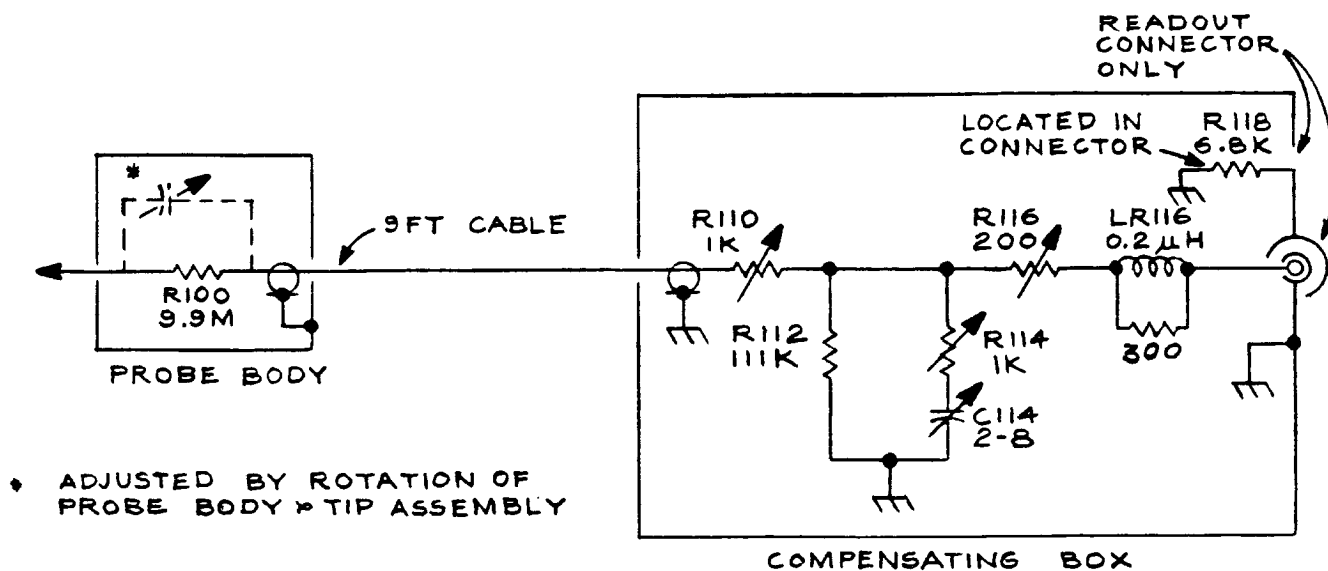 READOUT
CONNECTOR
ONLY
LOCATED IN
CONNECTOR
R118
6.8K
*
9FT CABLE
R110
1K
R116
200
LR116
0.2 µH
R100
9.9M
R112
111K
R114
1K
300
C114
2-8
PROBE BODY
* ADJUSTED BY ROTATION OF
PROBE BODY & TIP ASSEMBLY
COMPENSATING BOX